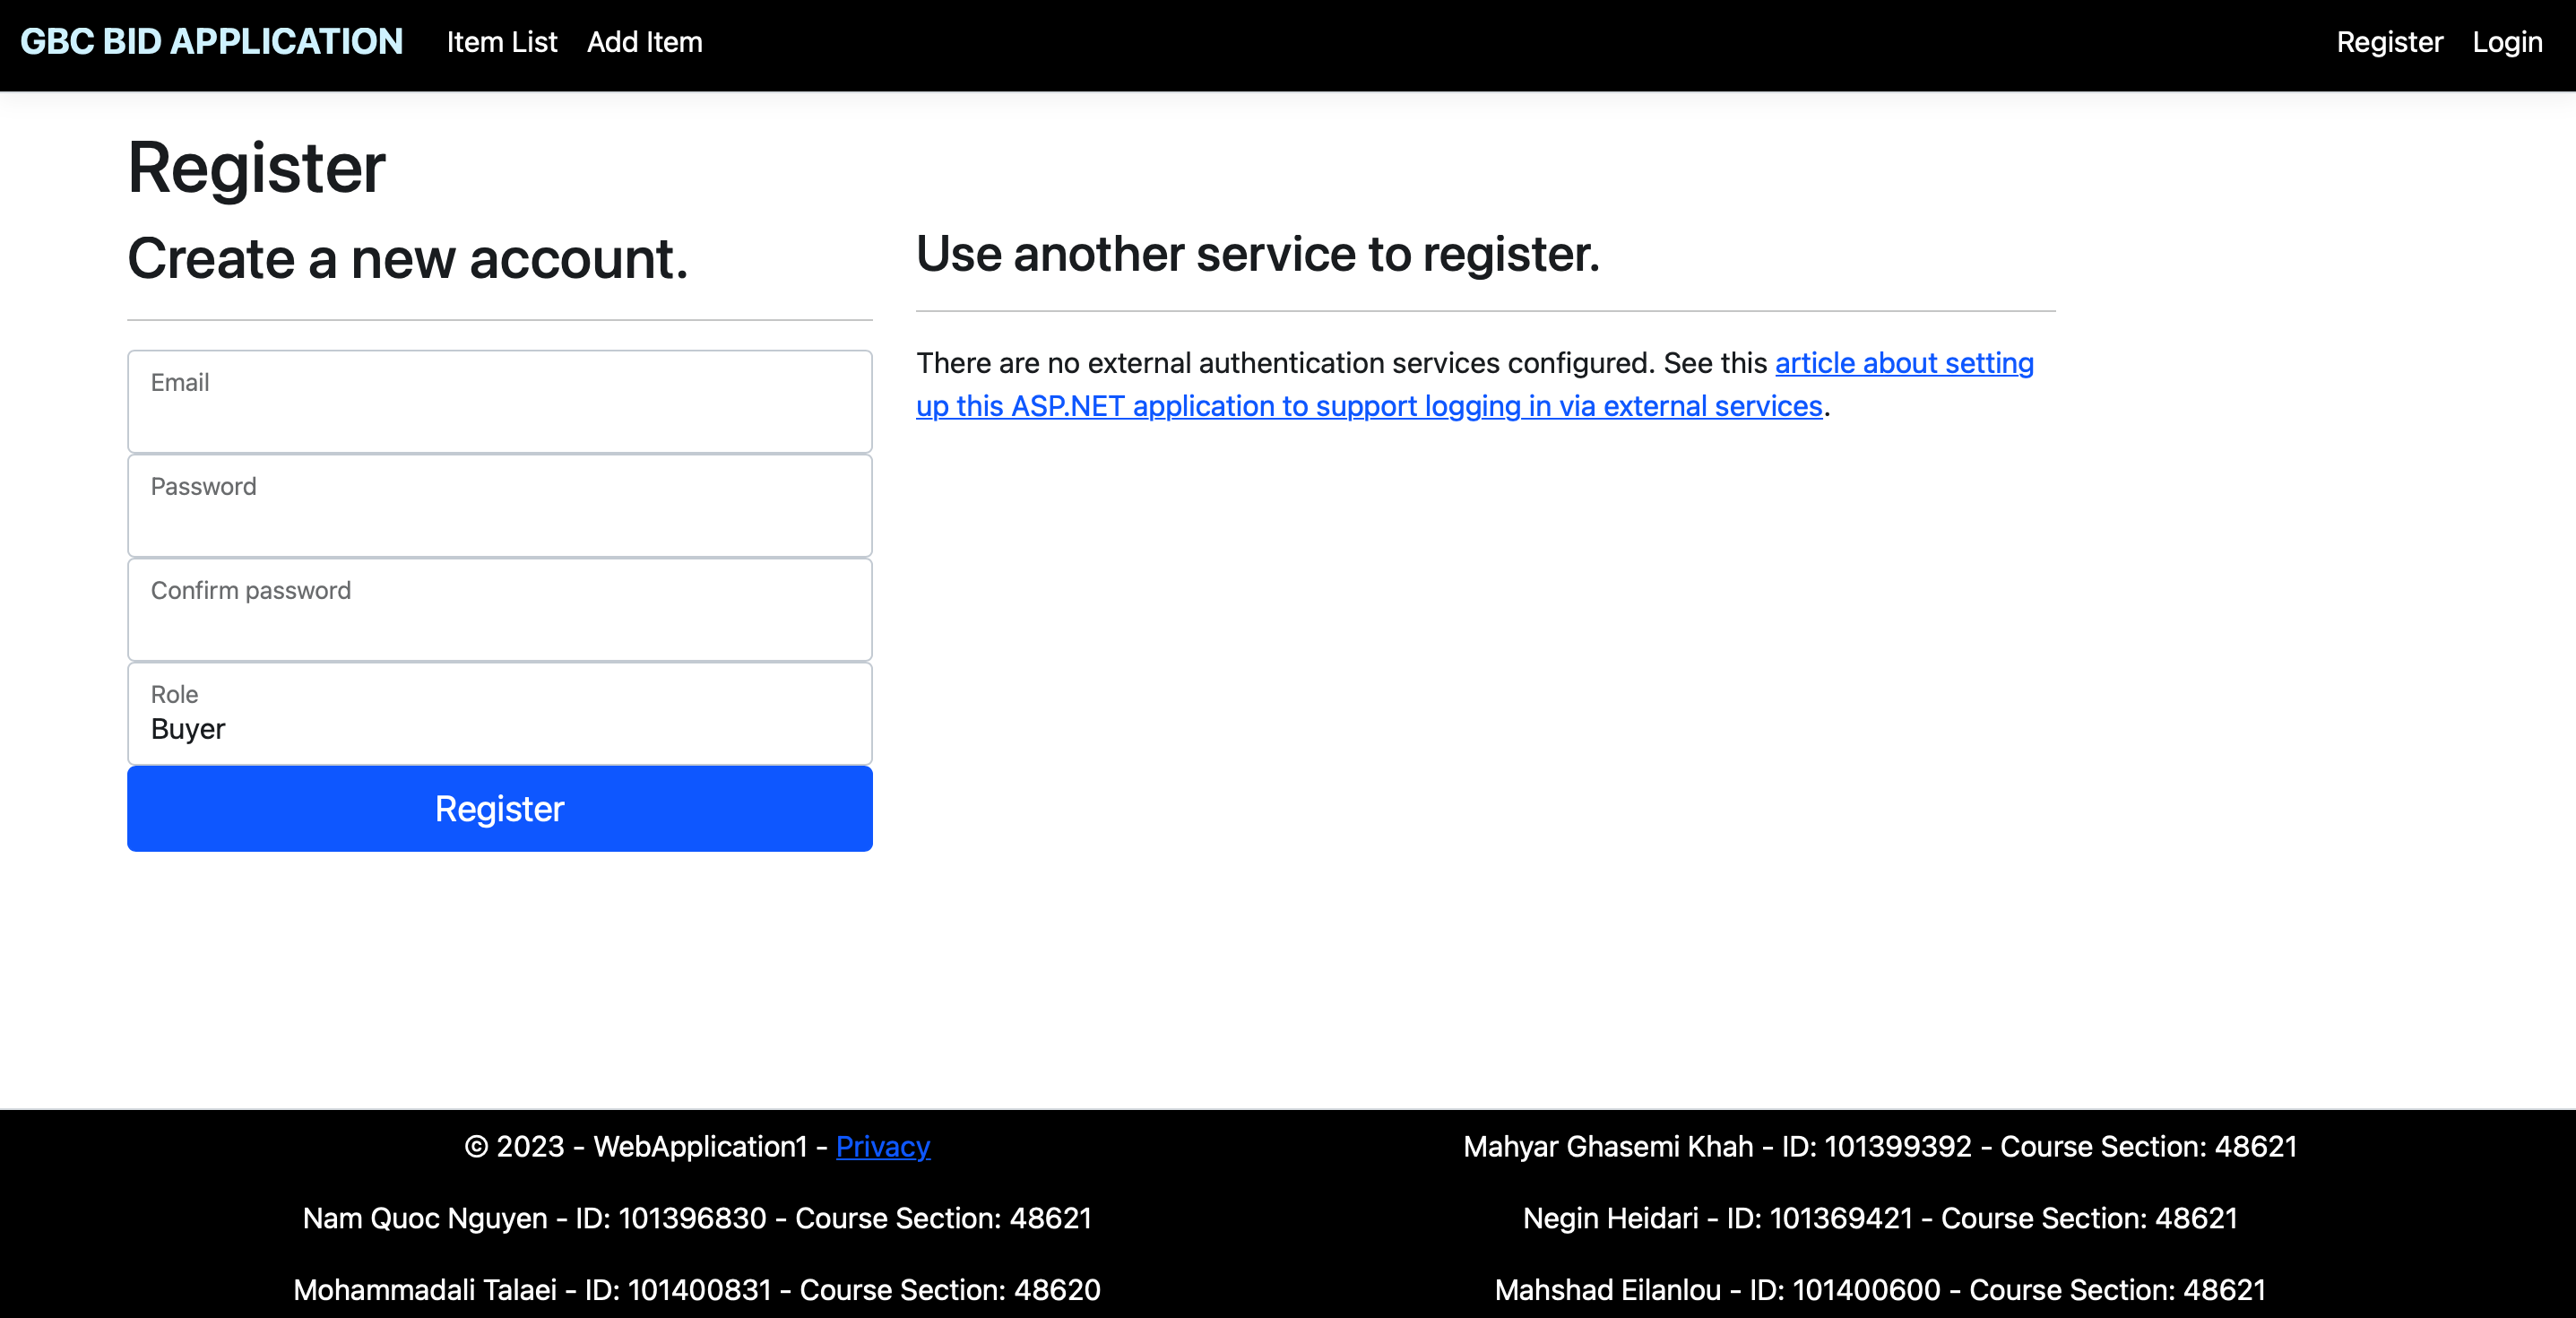 GBC BID APPLICATION
Item List
Add Item
Register
Login
Register
Create a new account.
Email
Password
Confirm password
Role
Buyer
Register
Use another service to register.
There are no external authentication services configured. See this article about setting
up this ASP.NET application to support logging in via external services.
© 2023 - WebApplication1 - Privacy
Mahyar Ghasemi Khah - ID: 101399392 - Course Section: 48621
Nam Quoc Nguyen - ID: 101396830 - Course Section: 48621
Negin Heidari - ID: 101369421 - Course Section: 48621
Mohammadali Talaei - ID: 101400831 - Course Section: 48620
Mahshad Eilanlou - ID: 101400600 - Course Section: 48621